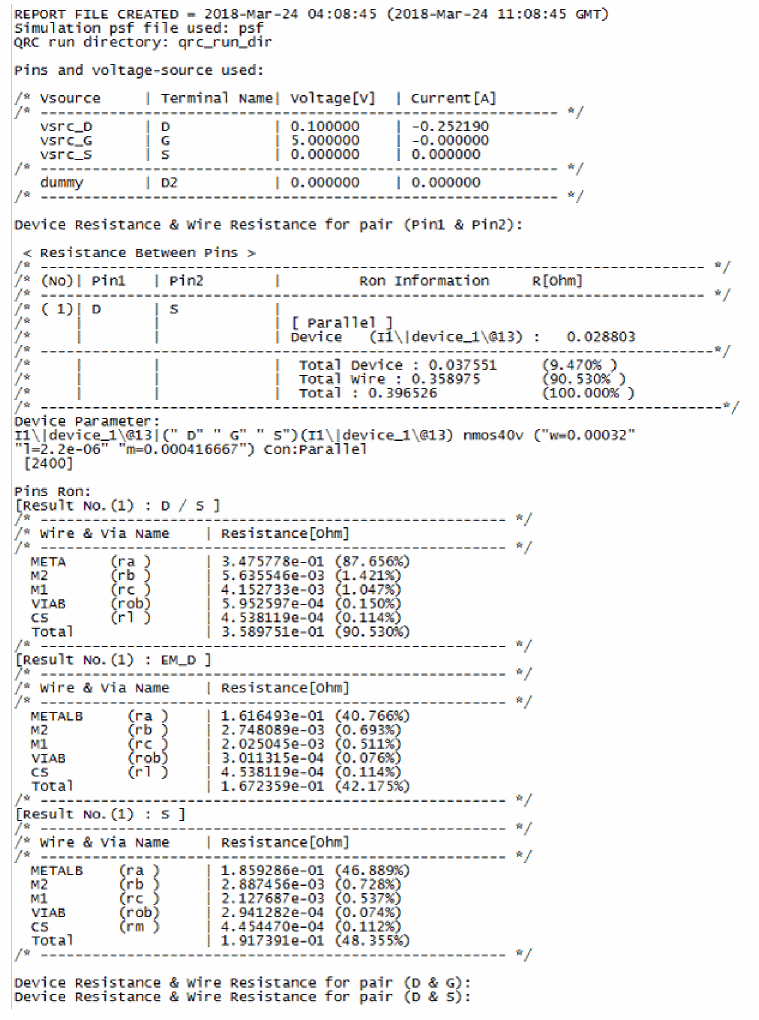 REPORT FILE CREATED = 2018-Mar-24 04:08:45 (2018-Mar-24 11:08:45 GMT)
Simulation psf file used: psf
QRC run directory: qrc_run_dir
Pins and voltage-source used:
/* Vsource | Terminal Name| Voltage[V] | Current[A]
/* ------------------------------------------------------------ */
vsrc_D | D | 0.100000 | -0.252190
vsrc_G | G | 5.000000 | -0.000000
vsrc_S | S | 0.000000 | 0.000000
/* ------------------------------------------------------------ */
dummy | D2 | 0.000000 | 0.000000
/* ------------------------------------------------------------ */
Device Resistance & Wire Resistance for pair (Pin1 & Pin2):
< Resistance Between Pins >
/* ----------------------------------------------------------------------------- */
/* (No)| Pin1 | Pin2 | Ron Information R[Ohm]
/* ----------------------------------------------------------------------------- */
/* ( 1)| D | S |
/* | | | [ Parallel ]
/* | | | Device (I1\|device_1\@13) : 0.028803
/* -----------------------------------------------------------------------------*/
/* | | | Total Device : 0.037551 (9.470% )
/* | | | Total Wire : 0.358975 (90.530% )
/* | | | Total : 0.396526 (100.000% )
/*-------------------------------------------------------------------------------*/
Device Parameter:
I1\|device_1\@13|(" D" " G" " S")(I1\|device_1\@13) nmos40v ("w=0.00032"
"l=2.2e-06" "m=0.000416667") Con:Parallel
[2400]
Pins Ron:
[Result No.(1) : D / S ]
/* ------------------------------------------------------ */
/* Wire & Via Name | Resistance[Ohm]
/* ------------------------------------------------------ */
META (ra ) | 3.475778e-01 (87.656%)
M2 (rb ) | 5.635546e-03 (1.421%)
M1 (rc ) | 4.152733e-03 (1.047%)
VIAB (rob) | 5.952597e-04 (0.150%)
CS (rl ) | 4.538119e-04 (0.114%)
Total | 3.589751e-01 (90.530%)
/* ------------------------------------------------------ */
[Result No.(1) : EM_D ]
/* ------------------------------------------------------ */
/* Wire & Via Name | Resistance[Ohm]
/* ------------------------------------------------------ */
METALB (ra ) | 1.616493e-01 (40.766%)
M2 (rb ) | 2.748089e-03 (0.693%)
M1 (rc ) | 2.025045e-03 (0.511%)
VIAB (rob) | 3.011315e-04 (0.076%)
CS (rl ) | 4.538119e-04 (0.114%)
Total | 1.672359e-01 (42.175%)
/* ------------------------------------------------------ */
[Result No.(1) : S ]
/* ------------------------------------------------------ */
/* Wire & Via Name | Resistance[Ohm]
/* ------------------------------------------------------ */
METALB (ra ) | 1.859286e-01 (46.889%)
M2 (rb ) | 2.887456e-03 (0.728%)
M1 (rc ) | 2.127687e-03 (0.537%)
VIAB (rob) | 2.941282e-04 (0.074%)
CS (rm ) | 4.454470e-04 (0.112%)
Total | 1.917391e-01 (48.355%)
/* ------------------------------------------------------ */
Device Resistance & Wire Resistance for pair (D & G):
Device Resistance & Wire Resistance for pair (D & S):